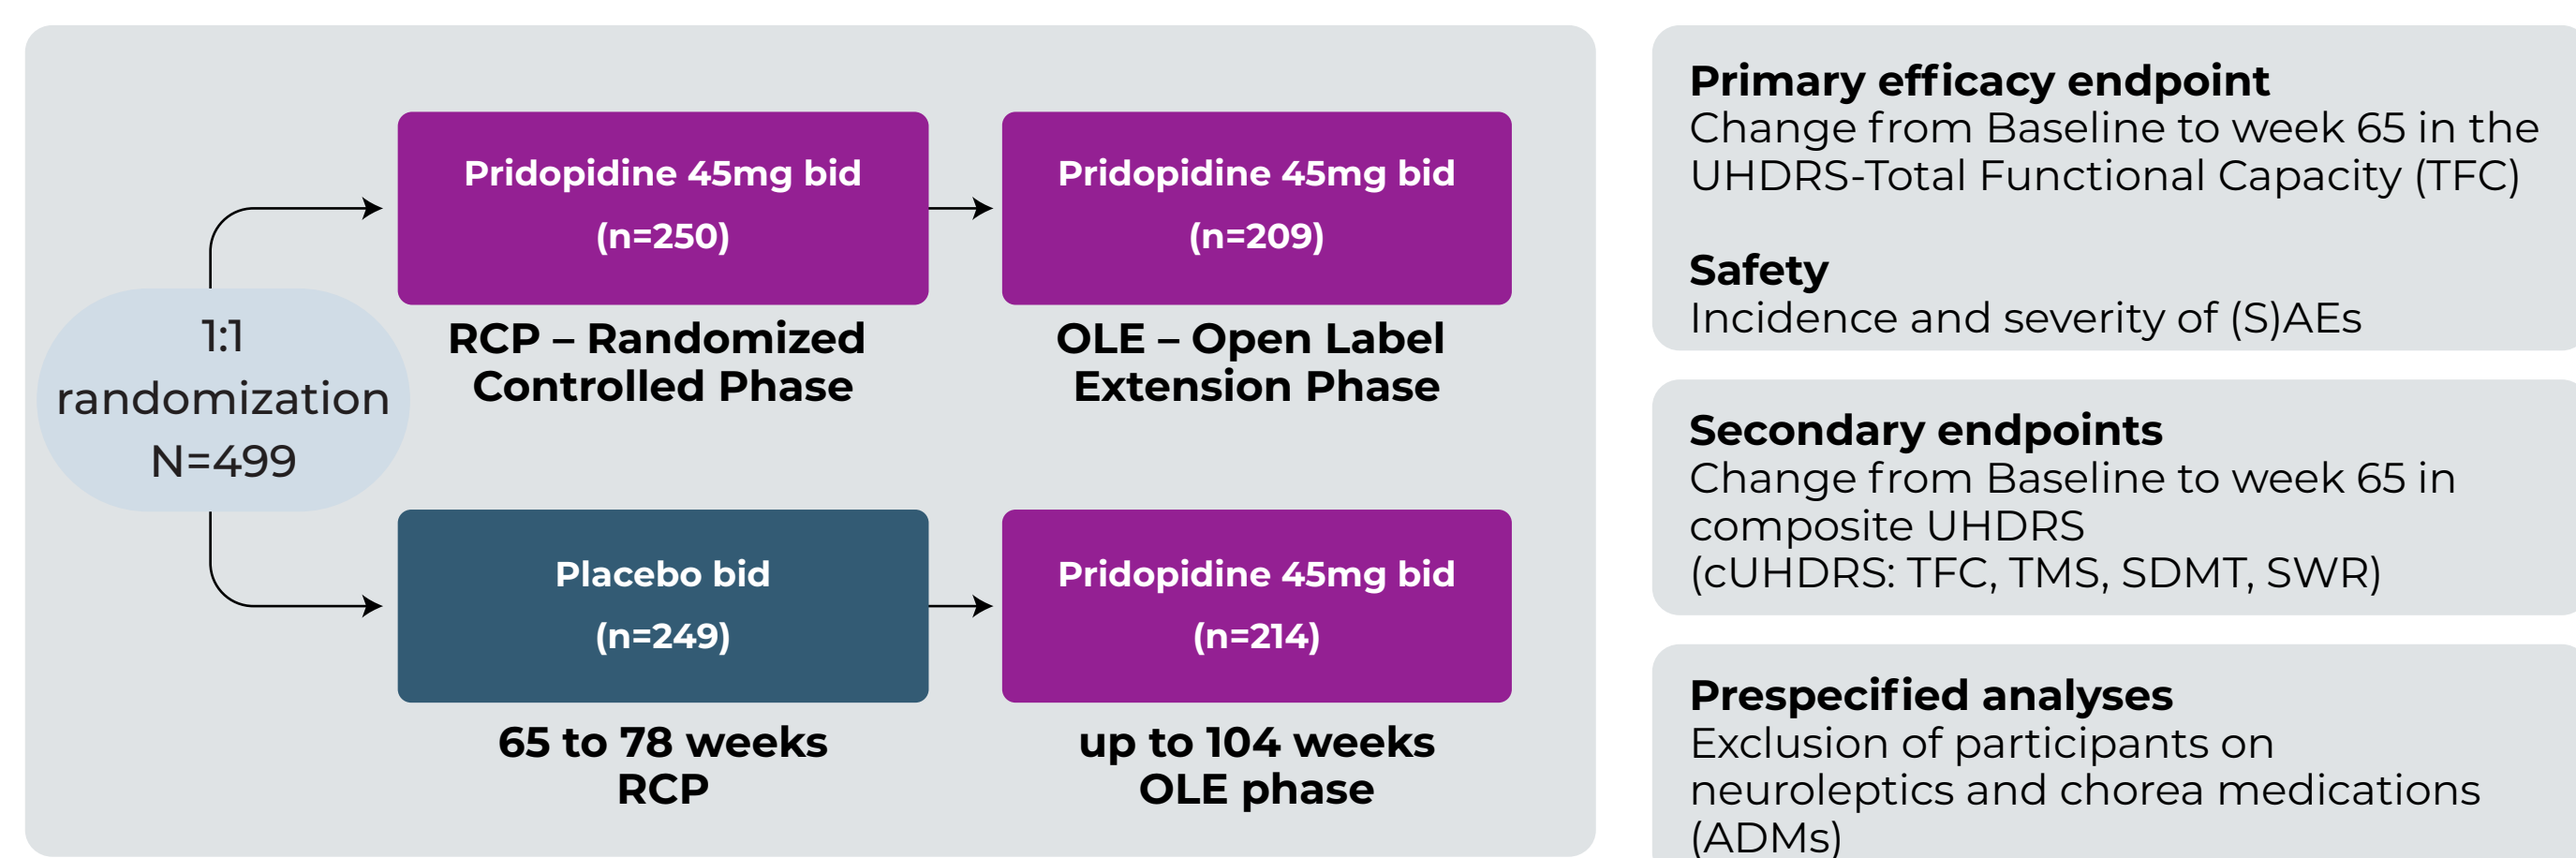 1:1
randomization
N=499
Pridopidine 45mg bid
(n=250)
RCP – Randomized
Controlled Phase
Pridopidine 45mg bid
(n=209)
OLE – Open Label
Extension Phase
Placebo bid
(n=249)
65 to 78 weeks
RCP
Pridopidine 45mg bid
(n=214)
up to 104 weeks
OLE phase
Primary efficacy endpoint
Change from Baseline to week 65 in the
UHDRS-Total Functional Capacity (TFC)
Safety
Incidence and severity of (S)AEs
Secondary endpoints
Change from Baseline to week 65 in
composite UHDRS
(cUHDRS: TFC, TMS, SDMT, SWR)
Prespecified analyses
Exclusion of participants on
neuroleptics and chorea medications
(ADMs)